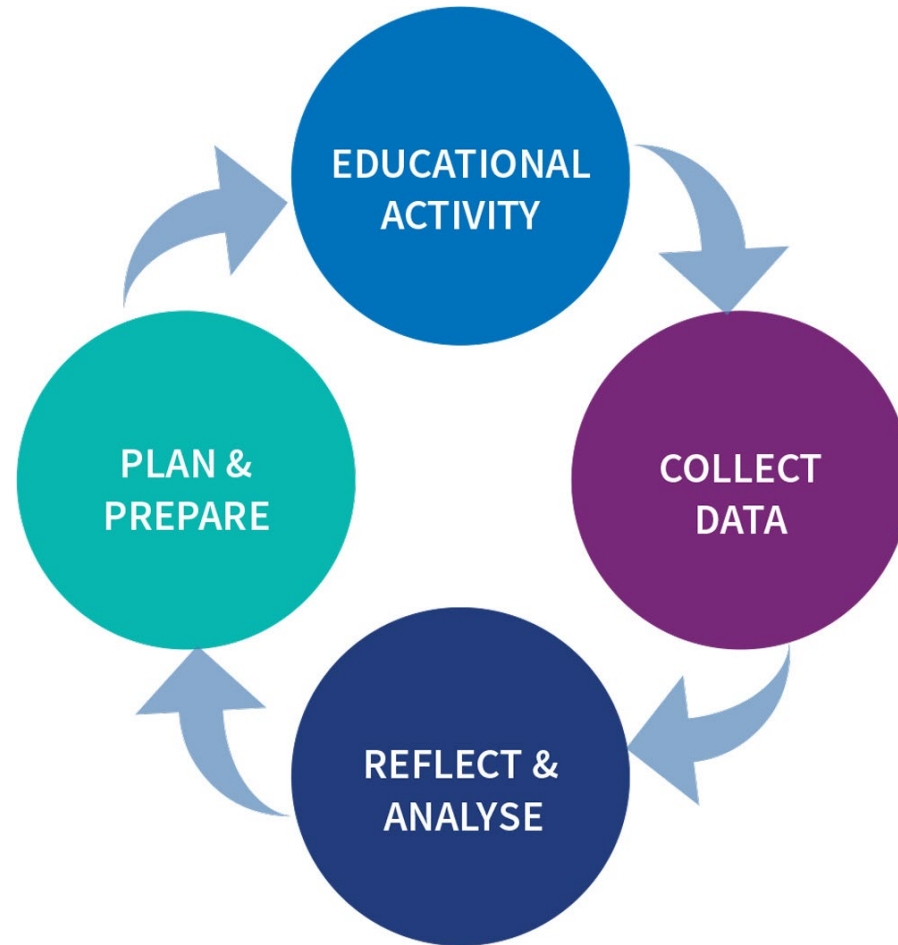 EDUCATIONAL
ACTIVITY
PLAN &
PREPARE
COLLECT
DATA
REFLECT &
ANALYSE